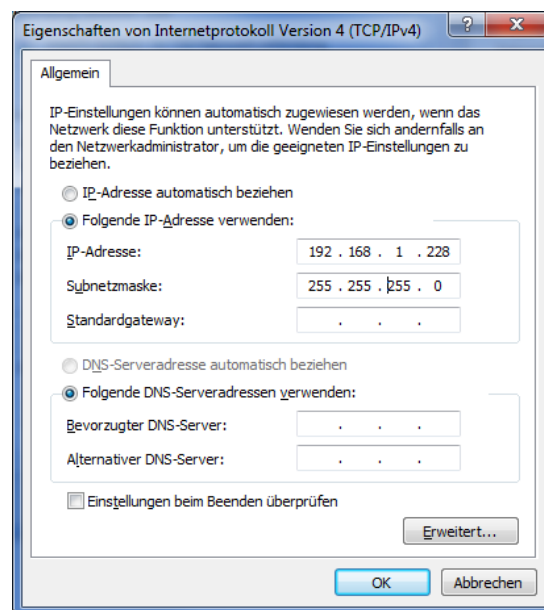 Eigenschaften von Internetprotokoll Version 4 (TCP/IPv4)
Allgemein
IP-Einstellungen können automatisch zugewiesen werden, wenn das
Netzwerk diese Funktion unterstützt. Wenden Sie sich andernfalls an
den Netzwerkadministrator, um die geeigneten IP-Einstellungen zu
beziehen.
IP-Adresse automatisch beziehen
Folgende IP-Adresse verwenden:
IP-Adresse: 192 . 168 . 1 . 228
Subnetzmaske: 255 . 255 . 255 . 0
Standardgateway: . . .
DNS-Serveradresse automatisch beziehen
Folgende DNS-Serveradressen verwenden:
Bevorzugter DNS-Server: . . .
Alternativer DNS-Server: . . .
Einstellungen beim Beenden überprüfen
Erweitert...
OK Abbrechen